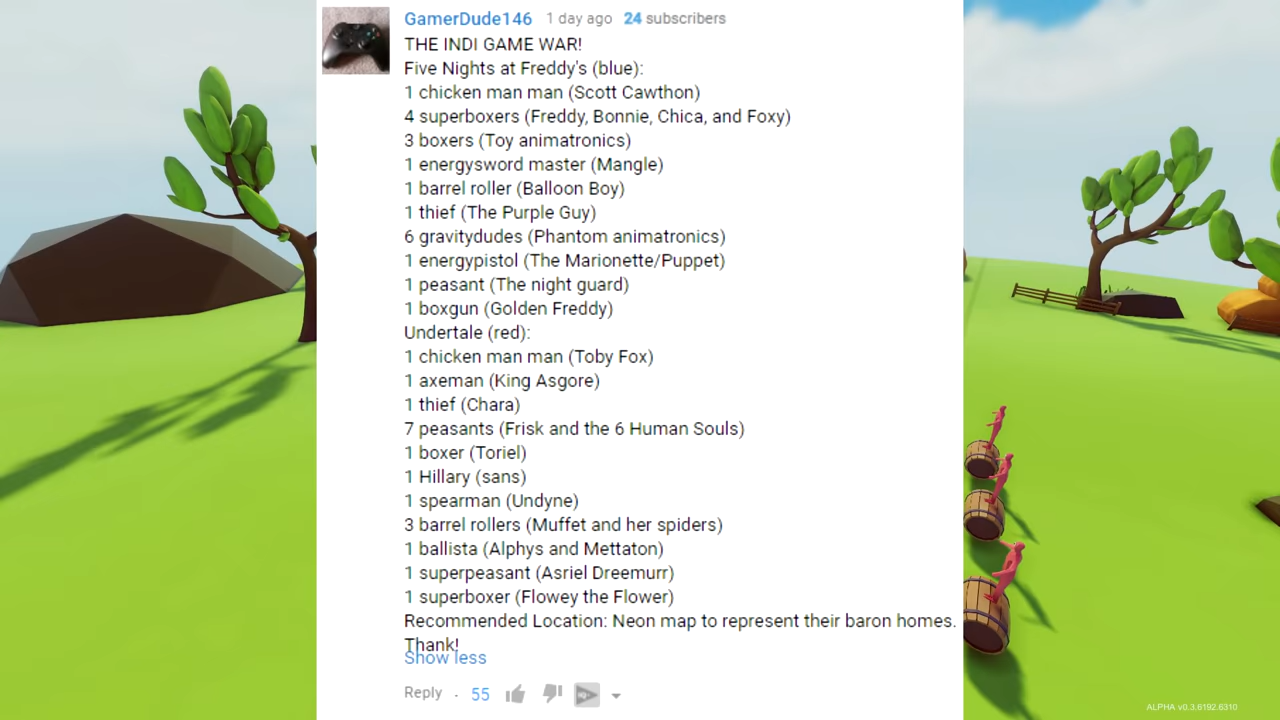 GamerDude146 1 day ago 24 subscribers
THE INDI GAME WAR!
Five Nights at Freddy's (blue):
1 chicken man man (Scott Cawthon)
4 superboxers (Freddy, Bonnie, Chica, and Foxy)
3 boxers (Toy animatronics)
1 energysword master (Mangle)
1 barrel roller (Balloon Boy)
1 thief (The Purple Guy)
6 gravitydudes (Phantom animatronics)
1 energypistol (The Marionette/Puppet)
1 peasant (The night guard)
1 boxgun (Golden Freddy)
Undertale (red):
1 chicken man man (Toby Fox)
1 axeman (King Asgore)
1 thief (Chara)
7 peasants (Frisk and the 6 Human Souls)
1 boxer (Toriel)
1 Hillary (sans)
1 spearman (Undyne)
3 barrel rollers (Muffet and her spiders)
1 ballista (Alphys and Mettaton)
1 superpeasant (Asriel Dreemurr)
1 superboxer (Flowey the Flower)
Recommended Location: Neon map to represent their baron homes.
Thank!
Show less
Reply · 55
ALPHA v0.3.6192.6310